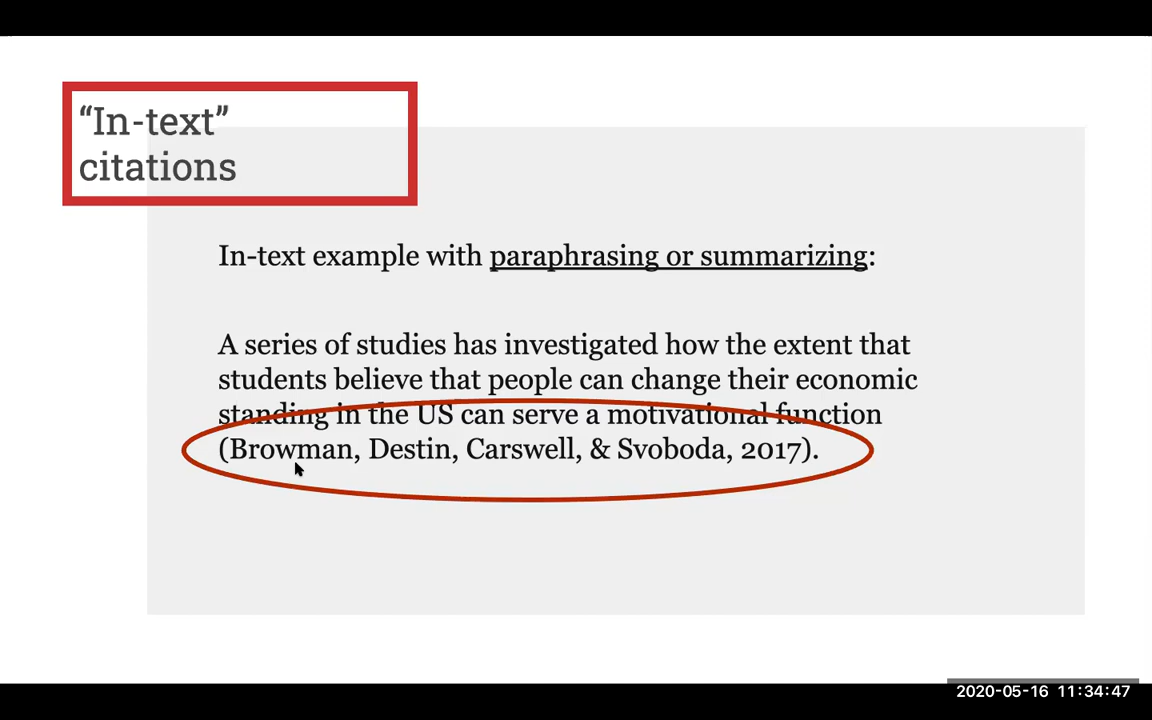 “In-text”
citations
In-text example with paraphrasing or summarizing:
A series of studies has investigated how the extent that
students believe that people can change their economic
standing in the US can serve a motivational function
(Browman, Destin, Carswell, & Svoboda, 2017).
2020-05-16 11:34:47